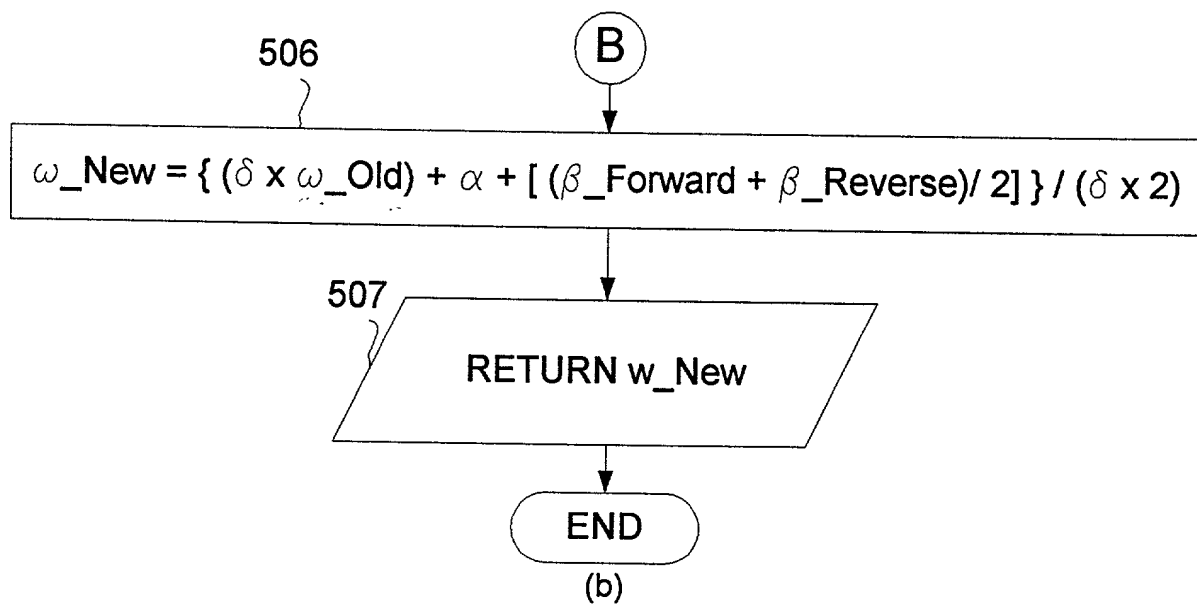 B
506
ω_New = { (δ x ω_Old) + α + [ (β_Forward + β_Reverse)/ 2] } / (δ x 2)
507
RETURN w_New
END
(b)